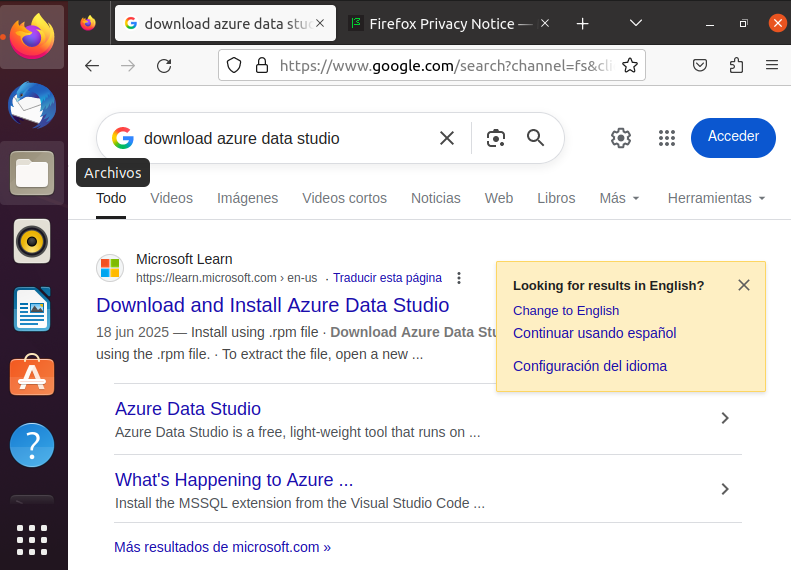 download azure data stu
Firefox Privacy Notice —
https://www.google.com/search?channel=fs&cli
download azure data studio
Acceder
Archivos
Todo
Videos
Imágenes
Videos cortos
Noticias
Web
Libros
Más
Herramientas
Microsoft Learn
https://learn.microsoft.com › en-us · Traducir esta página
Download and Install Azure Data Studio
18 jun 2025 — Install using .rpm file · Download Azure Data Stu
using the .rpm file. · To extract the file, open a new ...
Looking for results in English?
Change to English
Continuar usando español
Configuración del idioma
Azure Data Studio
Azure Data Studio is a free, light-weight tool that runs on ...
What's Happening to Azure ...
Install the MSSQL extension from the Visual Studio Code ...
Más resultados de microsoft.com »